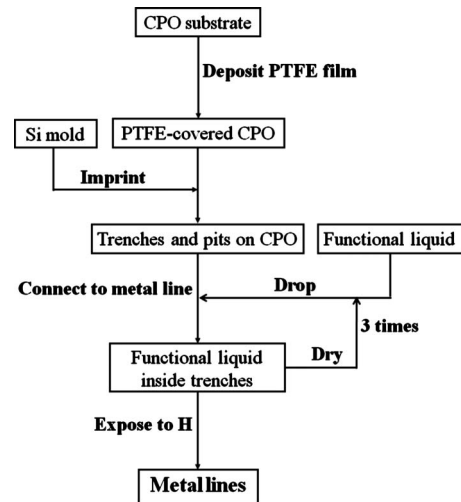 CPO substrate
Deposit PTFE film
Si mold
PTFE-covered CPO
Imprint
Trenches and pits on CPO
Functional liquid
Connect to metal line
Drop
3 times
Functional liquid
inside trenches
Dry
Expose to H
Metal lines